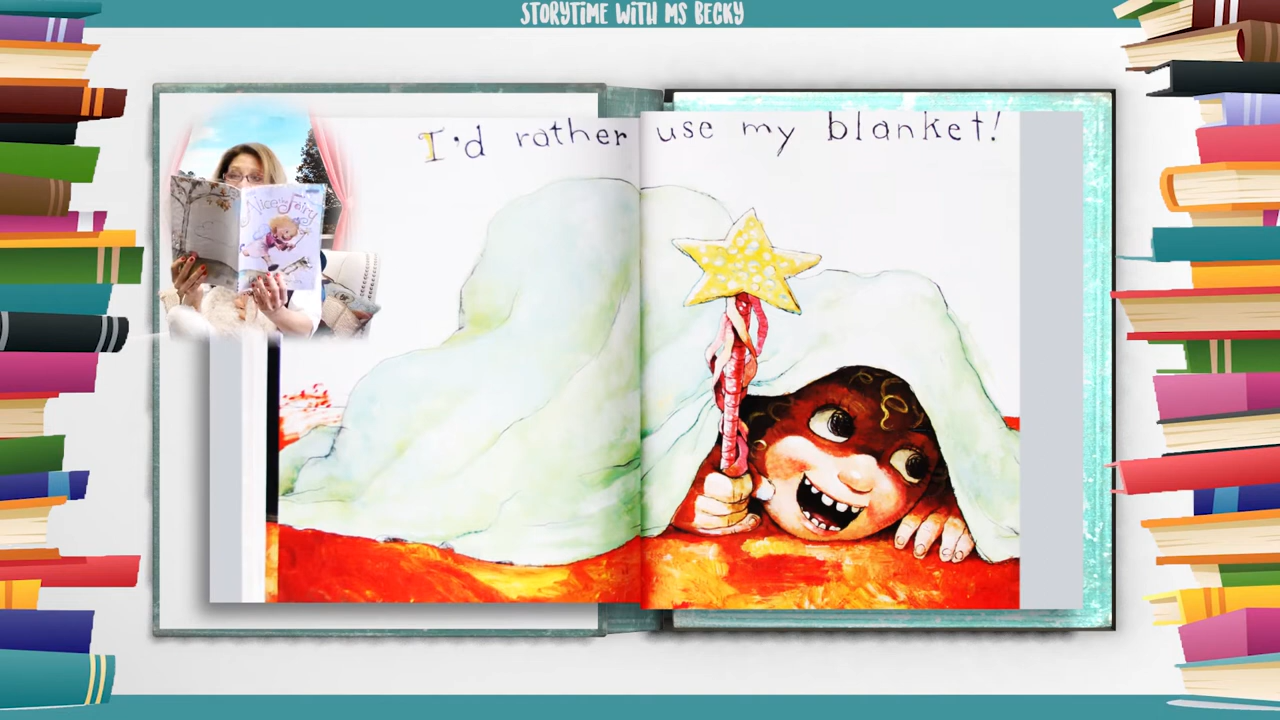 STORYTIME WITH MS BECKY
I'd rather use my blanket!
Alice the Fairy